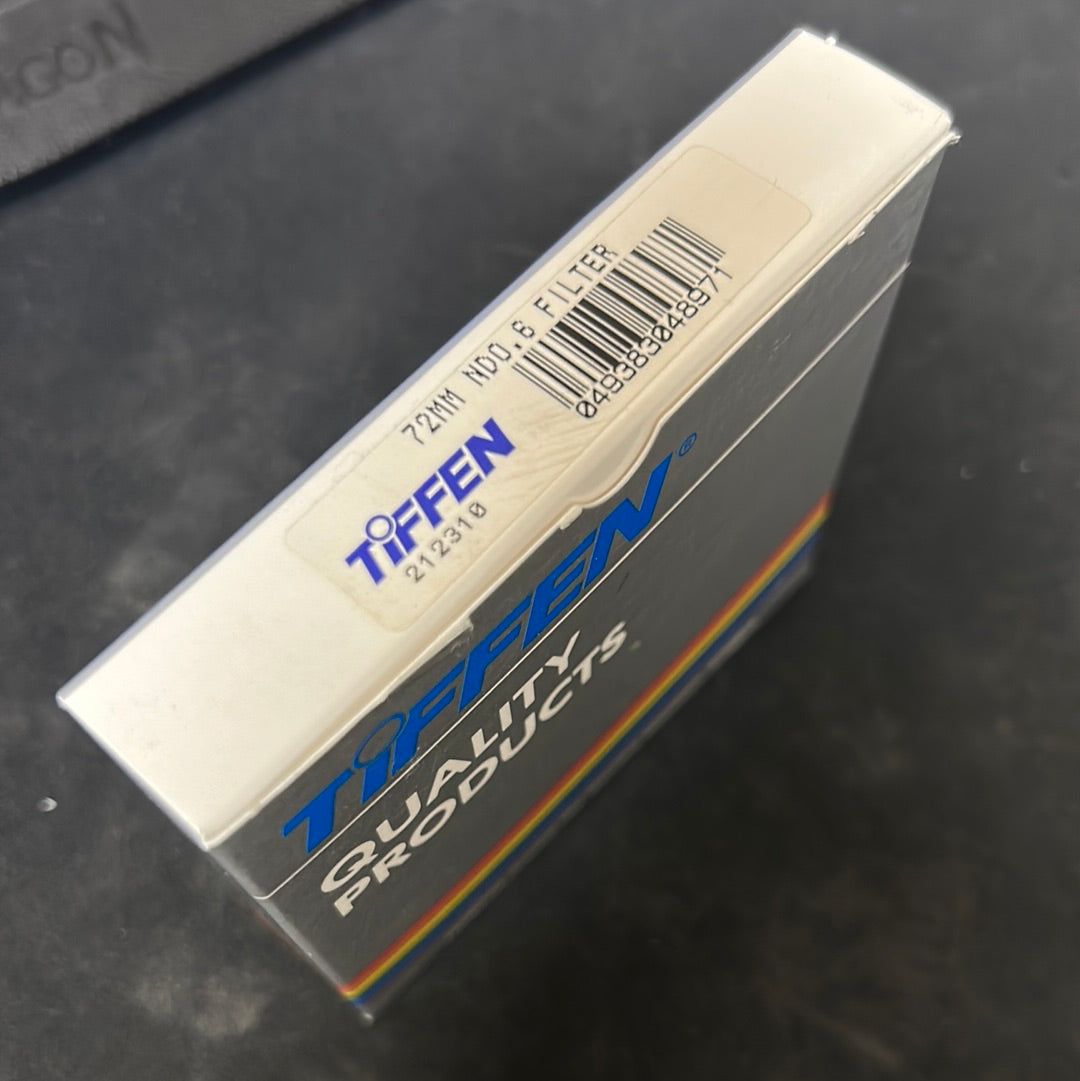 72MM ND0.6 FILTER
TIFFEN
212310
049383048971
TIFFEN®
QUALITY
PRODUCTS